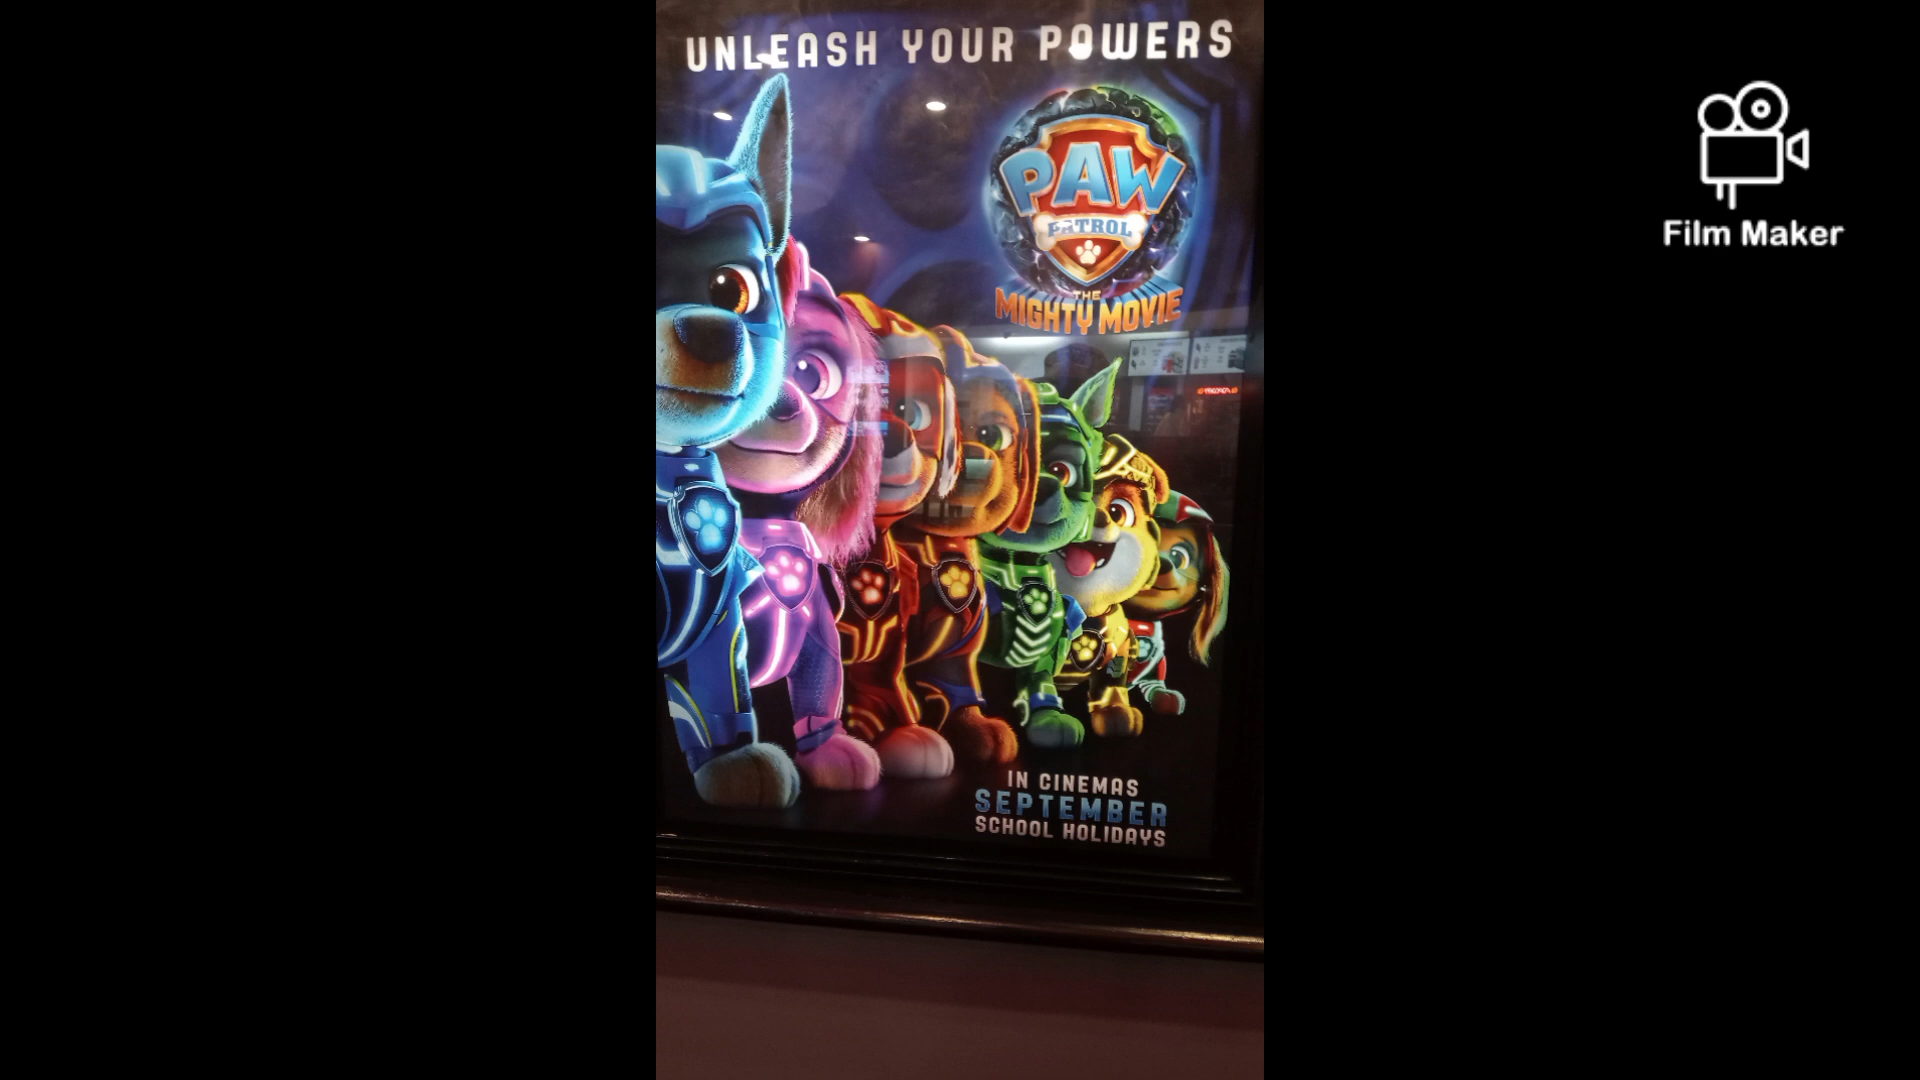 UNLEASH YOUR POWERS
PAW
PATROL
THE
MIGHTY MOVIE
IN CINEMAS
SEPTEMBER
SCHOOL HOLIDAYS
Film Maker